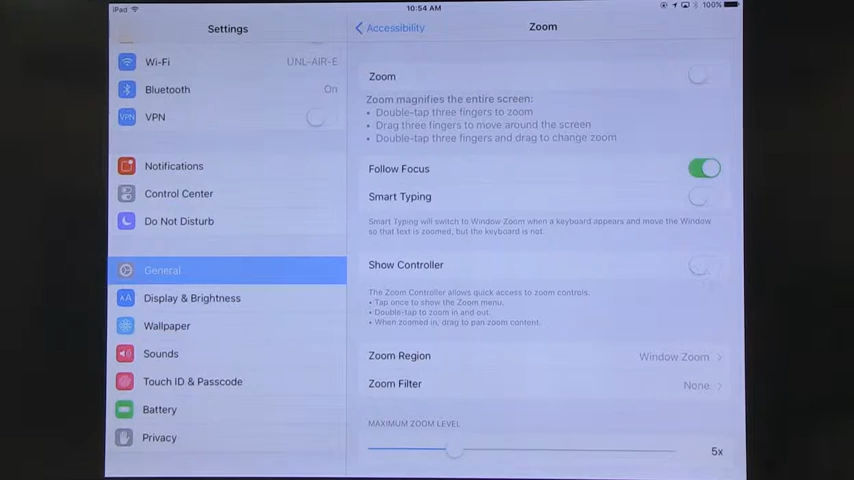 iPad
10:54 AM
100%
Settings
Accessibility
Zoom
Wi-Fi
UNL-AIR-E
Bluetooth
On
VPN
VPN
Notifications
Control Center
Do Not Disturb
General
AA
Display & Brightness
Wallpaper
Sounds
Touch ID & Passcode
Battery
Privacy
Zoom
Zoom magnifies the entire screen:
• Double-tap three fingers to zoom
• Drag three fingers to move around the screen
• Double-tap three fingers and drag to change zoom
Follow Focus
Smart Typing
Smart Typing will switch to Window Zoom when a keyboard appears and move the Window
so that text is zoomed, but the keyboard is not.
Show Controller
The Zoom Controller allows quick access to zoom controls.
• Tap once to show the Zoom menu.
• Double-tap to zoom in and out.
• When zoomed in, drag to pan zoom content.
Zoom Region
Window Zoom
Zoom Filter
None
MAXIMUM ZOOM LEVEL
5x